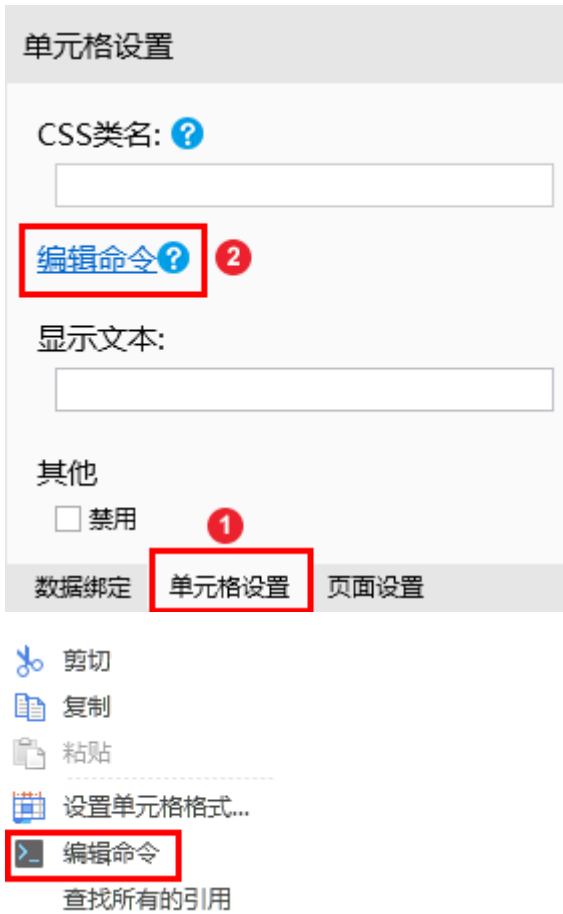 单元格设置
CSS类名: ?
编辑命令? 2
显示文本:
其他
禁用
1
数据绑定 单元格设置 页面设置
剪切
复制
粘贴
设置单元格格式...
编辑命令
查找所有的引用